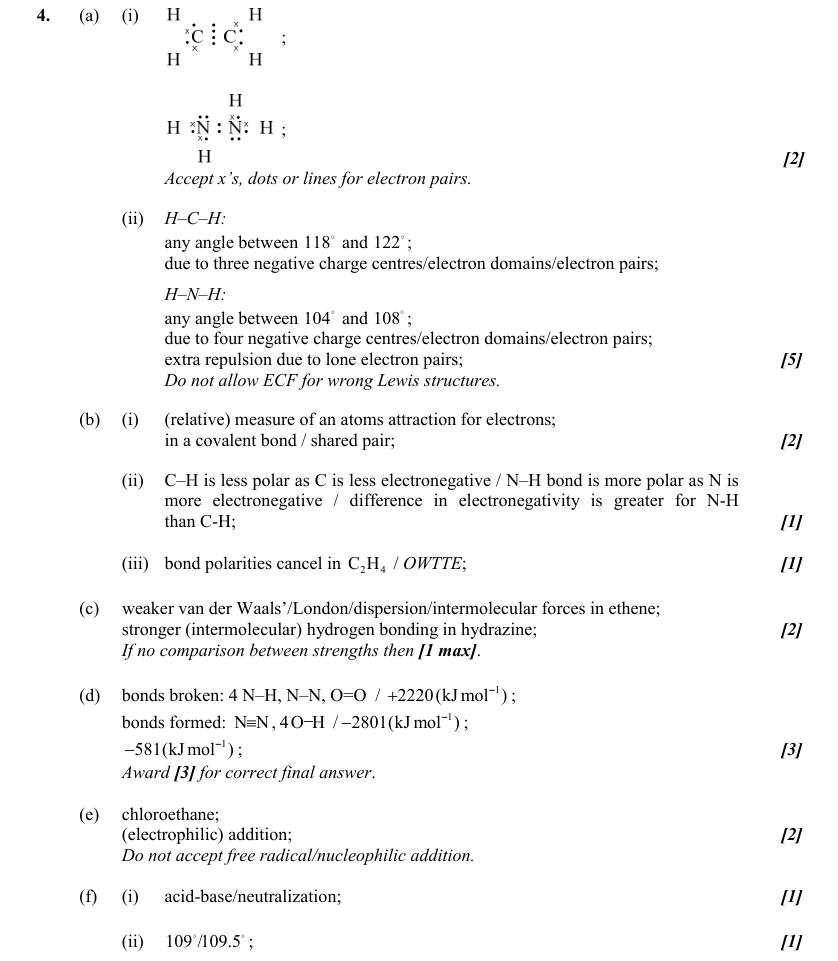 4. (a) (i) H H
C C ;
H H
H
H N : N H ;
H [2]
Accept x's, dots or lines for electron pairs.
(ii) H–C–H:
any angle between 118° and 122°;
due to three negative charge centres/electron domains/electron pairs;
H–N–H:
any angle between 104° and 108°;
due to four negative charge centres/electron domains/electron pairs;
extra repulsion due to lone electron pairs; [5]
Do not allow ECF for wrong Lewis structures.
(b) (i) (relative) measure of an atoms attraction for electrons;
in a covalent bond / shared pair; [2]
(ii) C–H is less polar as C is less electronegative / N–H bond is more polar as N is
more electronegative / difference in electronegativity is greater for N-H
than C-H; [1]
(iii) bond polarities cancel in C₂H₄ / OWTTE; [1]
(c) weaker van der Waals'/London/dispersion/intermolecular forces in ethene;
stronger (intermolecular) hydrogen bonding in hydrazine; [2]
If no comparison between strengths then [1 max].
(d) bonds broken: 4 N–H, N–N, O=O / +2220(kJ mol⁻¹);
bonds formed: N≡N, 4O–H / –2801(kJ mol⁻¹);
–581(kJ mol⁻¹); [3]
Award [3] for correct final answer.
(e) chloroethane;
(electrophilic) addition; [2]
Do not accept free radical/nucleophilic addition.
(f) (i) acid-base/neutralization; [1]
(ii) 109°/109.5°; [1]